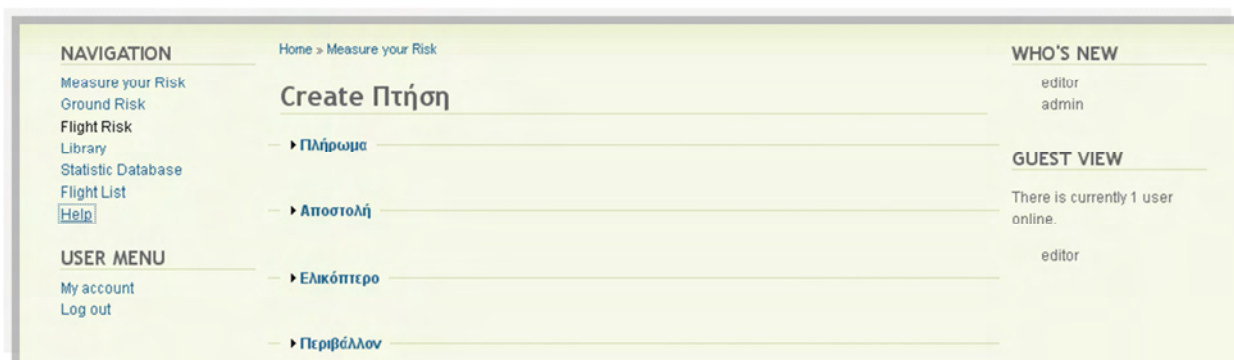 NAVIGATION
Measure your Risk
Ground Risk
Flight Risk
Library
Statistic Database
Flight List
Help
USER MENU
My account
Log out
Home » Measure your Risk
Create Πτήση
Πλήρωμα
Αποστολή
Ελικόπτερο
Περιβάλλον
WHO'S NEW
editor
admin
GUEST VIEW
There is currently 1 user
online.
editor